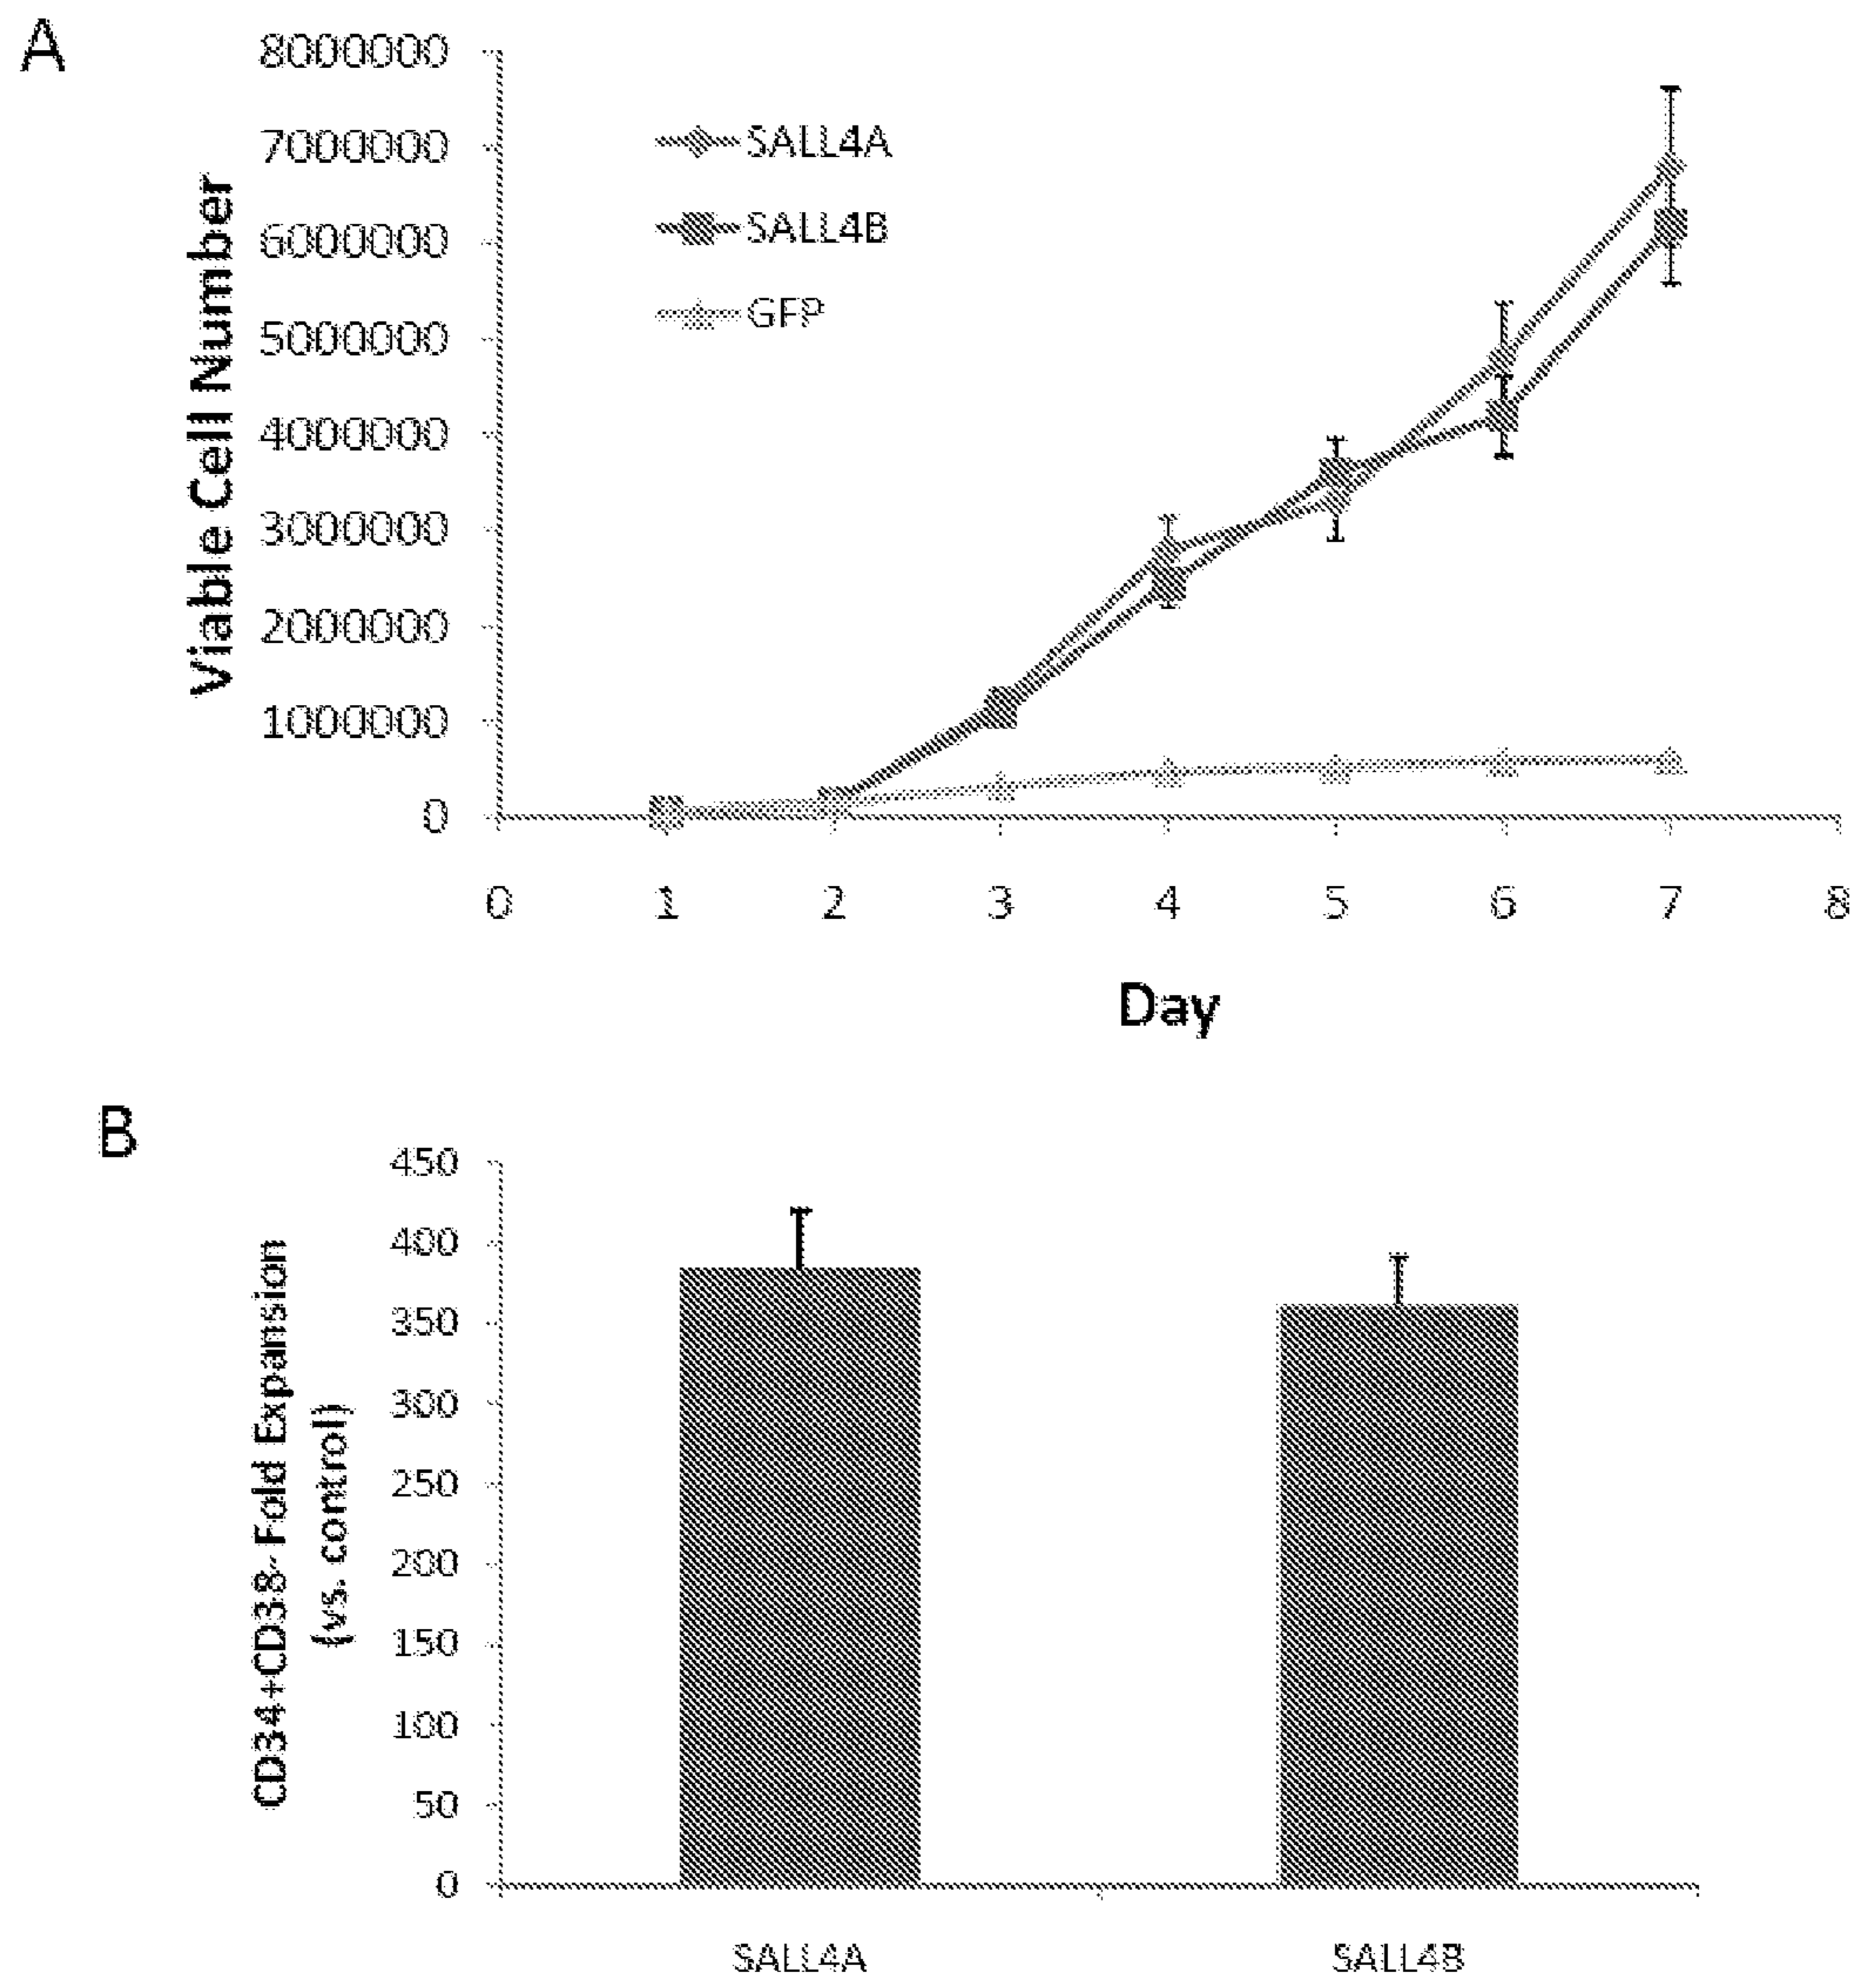 A
8000000
7000000
6000000
5000000
4000000
3000000
2000000
1000000
0
Viable Cell Number
SALL4A
SALL4B
GFP
0 1 2 3 4 5 6 7 8
Day
B
450
400
350
300
250
200
150
100
50
0
CD34+CD38- Fold Expansion
(vs. control)
SALL4A SALL4B